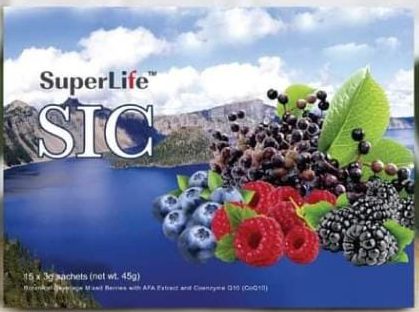 SuperLife™
SIC
15 x 3g sachets (net wt. 45g)
Botanical Beverage Mixed Berries with AFA Extract and Coenzyme Q10 (CoQ10)